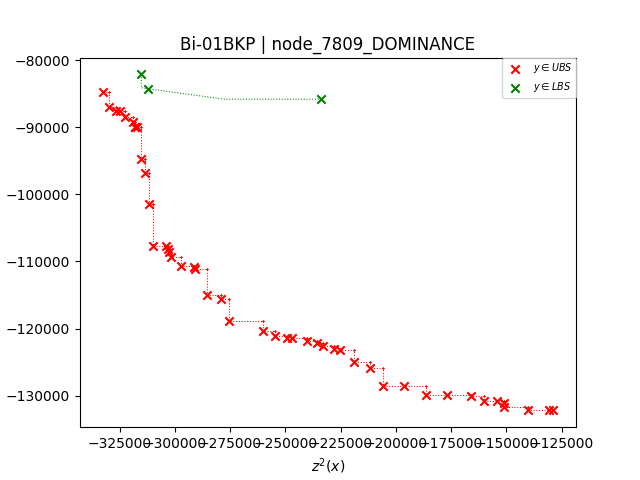 Bi-01BKP | node_7809_DOMINANCE
y ∈ UBS
y ∈ LBS
−80000
−90000
−100000
−110000
−120000
−130000
−325000−300000−275000−250000−225000−200000−175000−150000−125000
z²(x)